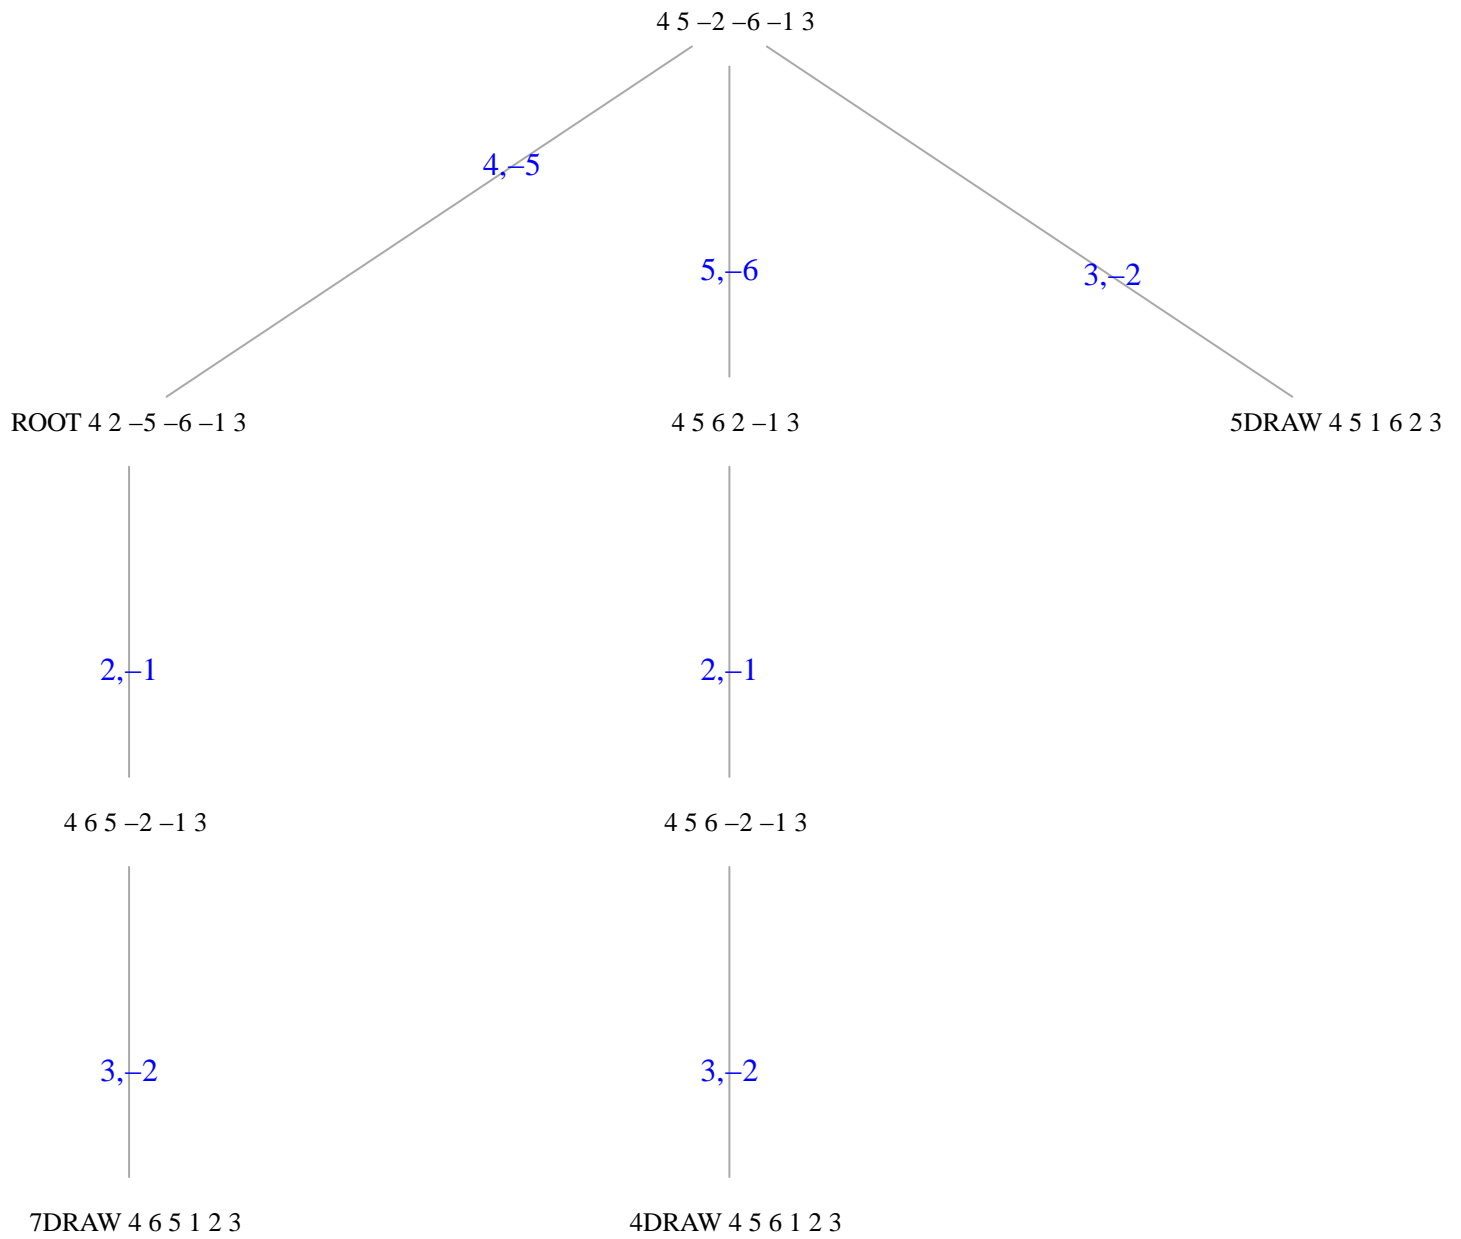 4 5 –2 –6 –1 3
4,–5
5,–6
3,–2
ROOT 4 2 –5 –6 –1 3
4 5 6 2 –1 3
5DRAW 4 5 1 6 2 3
2,–1
2,–1
4 6 5 –2 –1 3
4 5 6 –2 –1 3
3,–2
3,–2
7DRAW 4 6 5 1 2 3
4DRAW 4 5 6 1 2 3